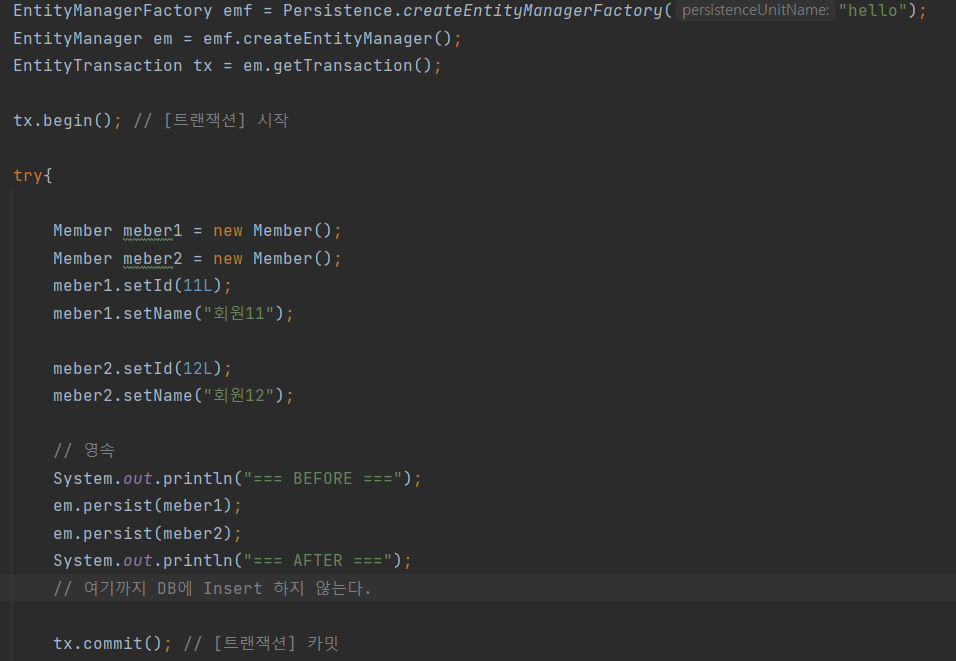 EntityManagerFactory emf = Persistence.createEntityManagerFactory( persistenceUnitName: "hello");
EntityManager em = emf.createEntityManager();
EntityTransaction tx = em.getTransaction();
tx.begin(); // [트랜잭션] 시작
try{
Member meber1 = new Member();
Member meber2 = new Member();
meber1.setId(11L);
meber1.setName("회원11");
meber2.setId(12L);
meber2.setName("회원12");
// 영속
System.out.println("=== BEFORE ===");
em.persist(meber1);
em.persist(meber2);
System.out.println("=== AFTER ===");
// 여기까지 DB에 Insert 하지 않는다.
tx.commit(); // [트랜잭션] 카밋